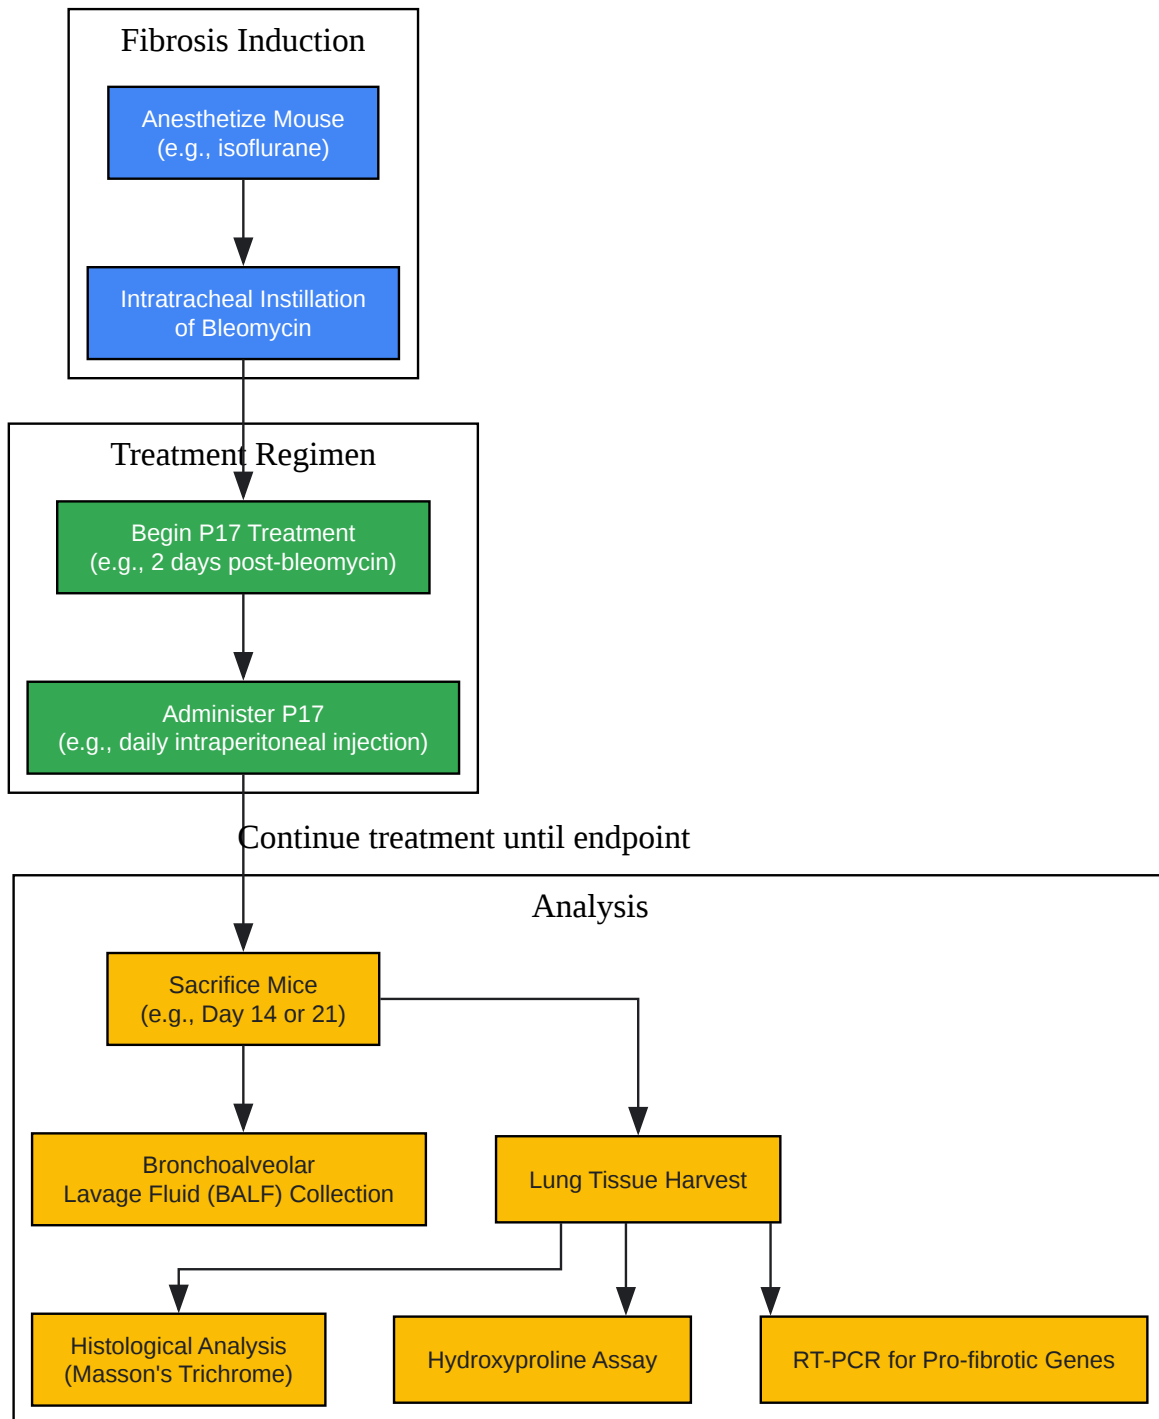 Fibrosis Induction
Anesthetize Mouse
(e.g., isoflurane)
Intratracheal Instillation
of Bleomycin
Treatment Regimen
Begin P17 Treatment
(e.g., 2 days post-bleomycin)
Administer P17
(e.g., daily intraperitoneal injection)
Continue treatment until endpoint
Analysis
Sacrifice Mice
(e.g., Day 14 or 21)
Bronchoalveolar
Lavage Fluid (BALF) Collection
Lung Tissue Harvest
Histological Analysis
(Masson's Trichrome)
Hydroxyproline Assay
RT-PCR for Pro-fibrotic Genes